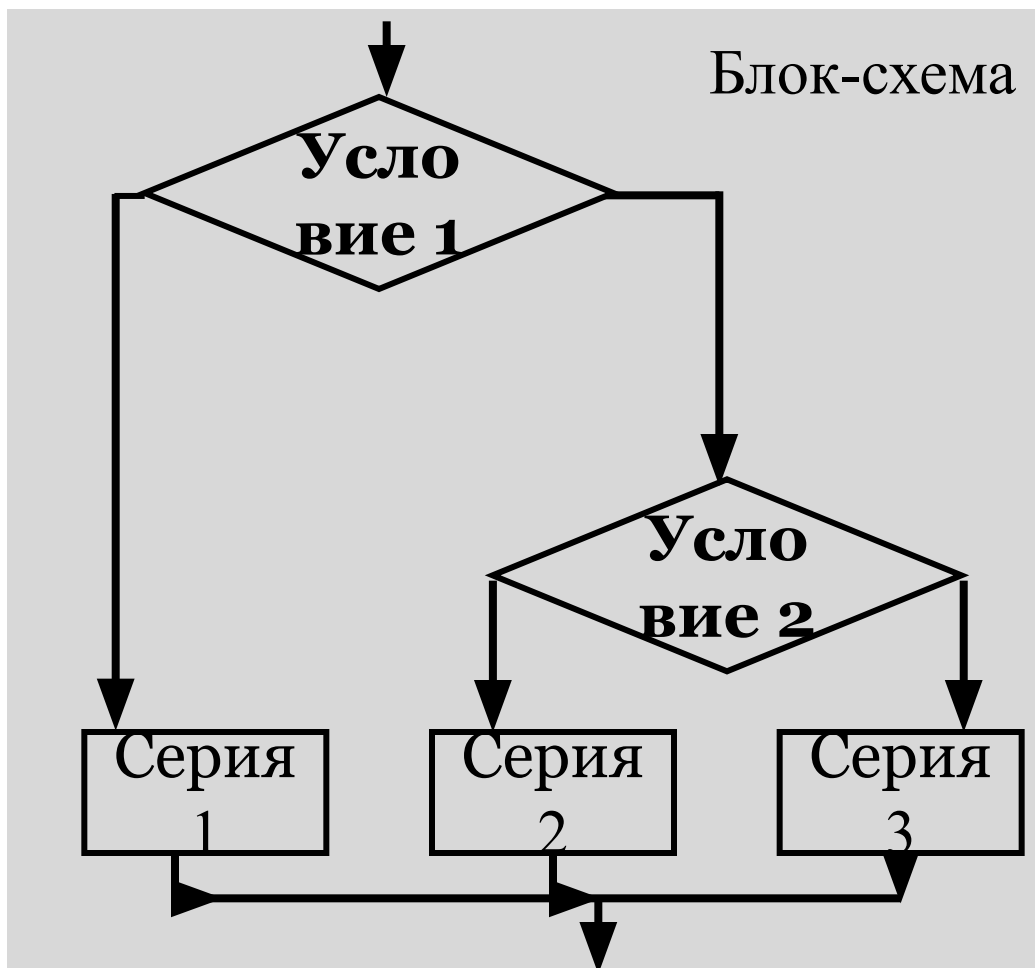 Блок-схема
Усло
вие 1
Усло
вие 2
Серия
1
Серия
2
Серия
3